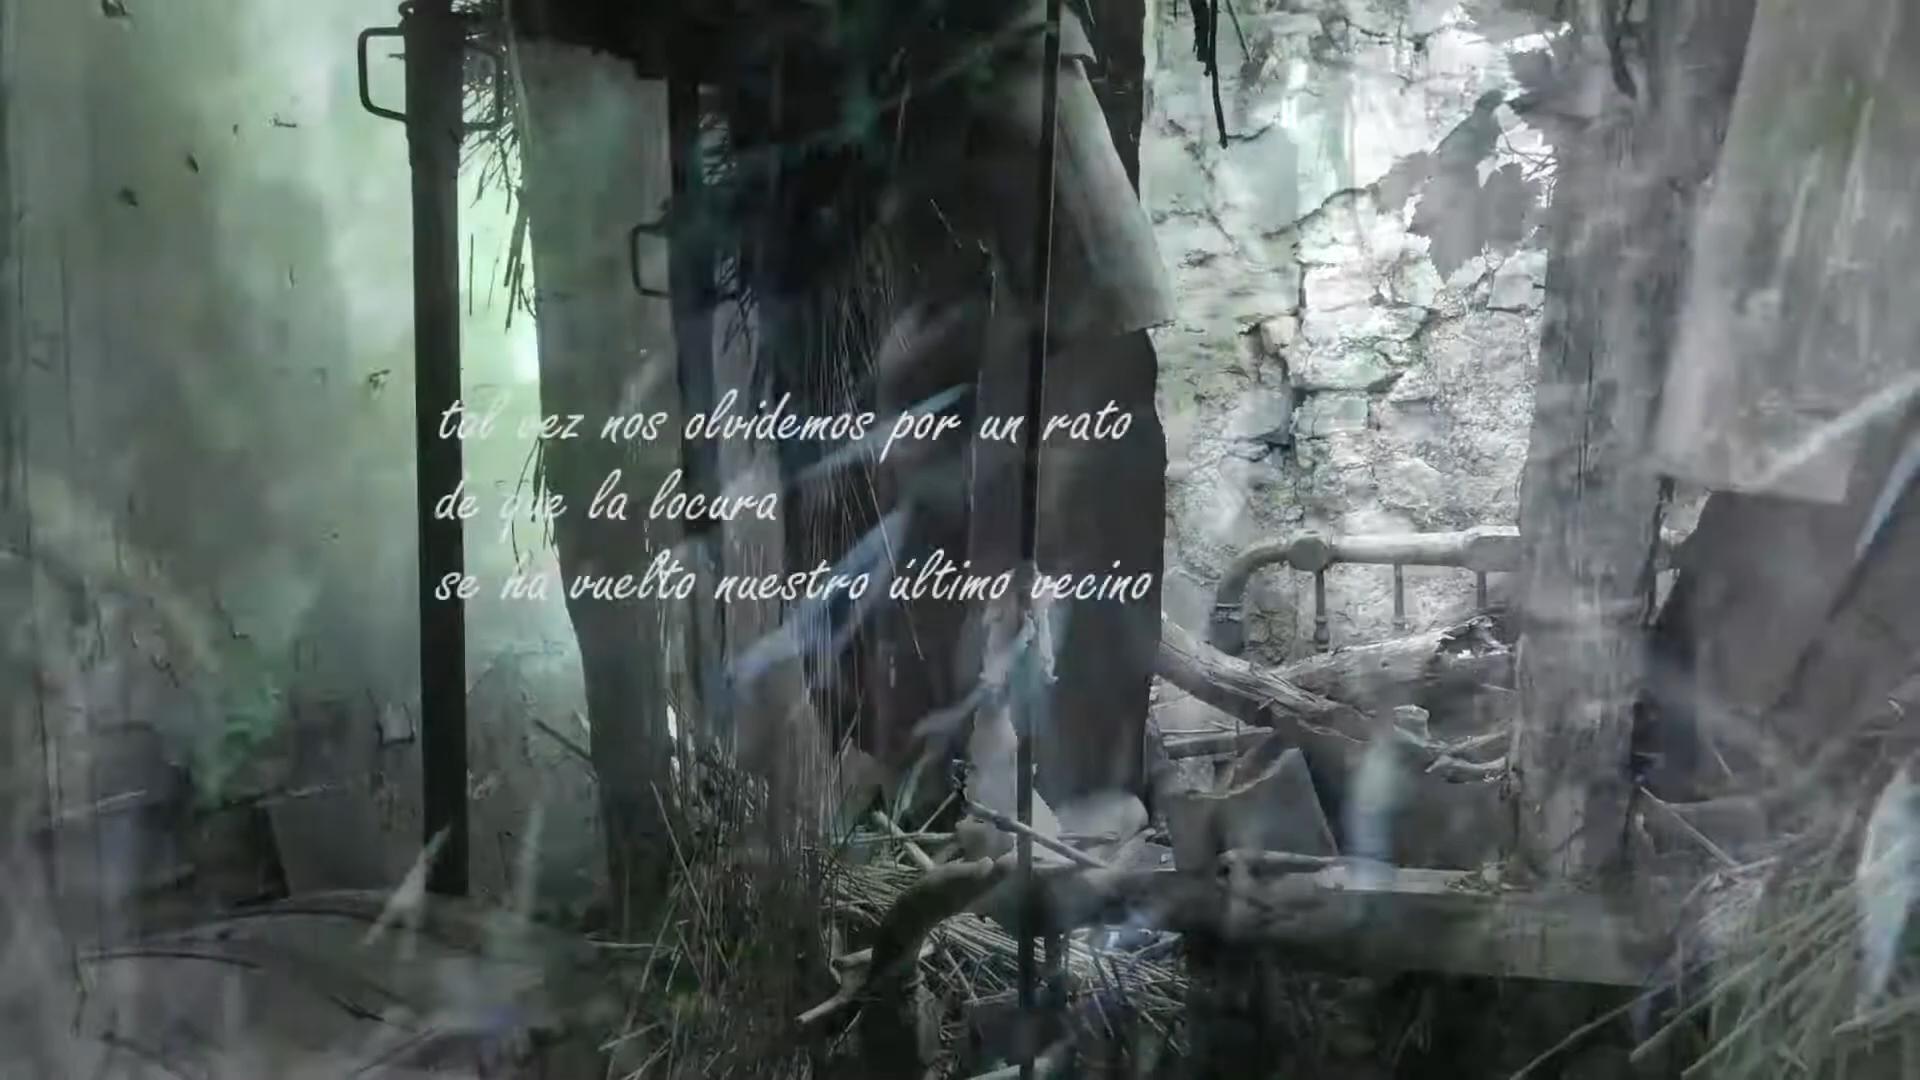 tal vez nos olvidemos por un rato
de que la locura
se ha vuelto nuestro último vecino